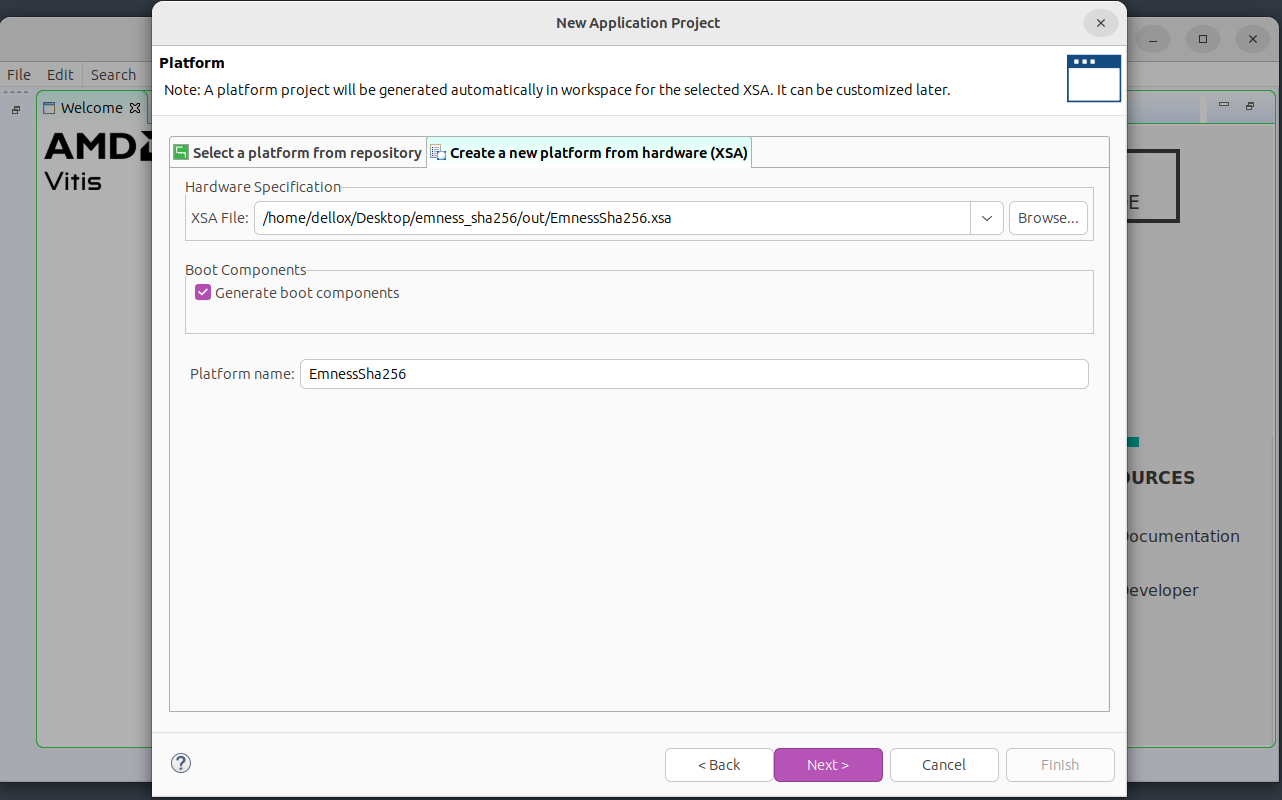 New Application Project
Platform
Note: A platform project will be generated automatically in workspace for the selected XSA. It can be customized later.
File Edit Search
Welcome
AMD
Vitis
Select a platform from repository
Create a new platform from hardware (XSA)
Hardware Specification
XSA File: /home/dellox/Desktop/emness_sha256/out/EmnessSha256.xsa Browse...
Boot Components
Generate boot components
Platform name: EmnessSha256
E
OURCES
ocumentation
eveloper
? < Back Next > Cancel Finish